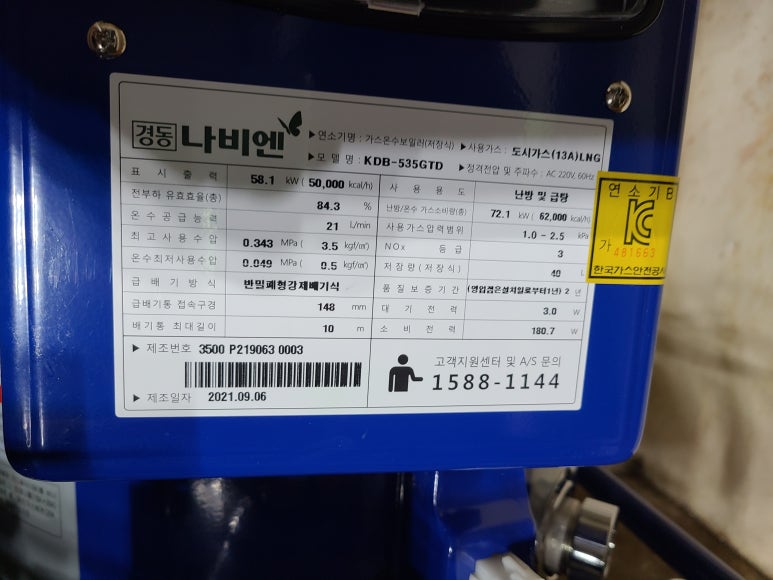 경동 나비엔
▶연소기명 : 가스온수보일러(저장식) ▶사용가스 : 도시가스(13A)LNG
▶모델명 : KDB-535GTD ▶정격전압 및 주파수 : AC 220V, 60Hz
표시출력 58.1 kW ( 50,000 kcal/h) 사용용도 난방 및 급탕
전부하 유효효율(총) 84.3 % 난방/온수 가스소비량(총) 72.1 kW ( 62,000 kcal/h)
온수공급능력 21 L/min 사용가스압력범위 1.0 - 2.5 kPa
최고사용수압 0.343 MPa ( 3.5 kgf/㎠) NOx 등급 3
온수최저사용수압 0.049 MPa ( 0.5 kgf/㎠) 저장량(저장식) 40 L
급배기방식 반밀폐형강제배기식 품질보증기간 (영업겸은설치일로부터1년) 2 년
급배기통 접속구경 148 mm 대기전력 3.0 W
배기통 최대길이 10 m 소비전력 180.7 W
▶ 제조번호 3500 P219063 0003
고객지원센터 및 A/S 문의
1588-1144
▶ 제조일자 2021.09.06
연소기B
가 481663
한국가스안전공사